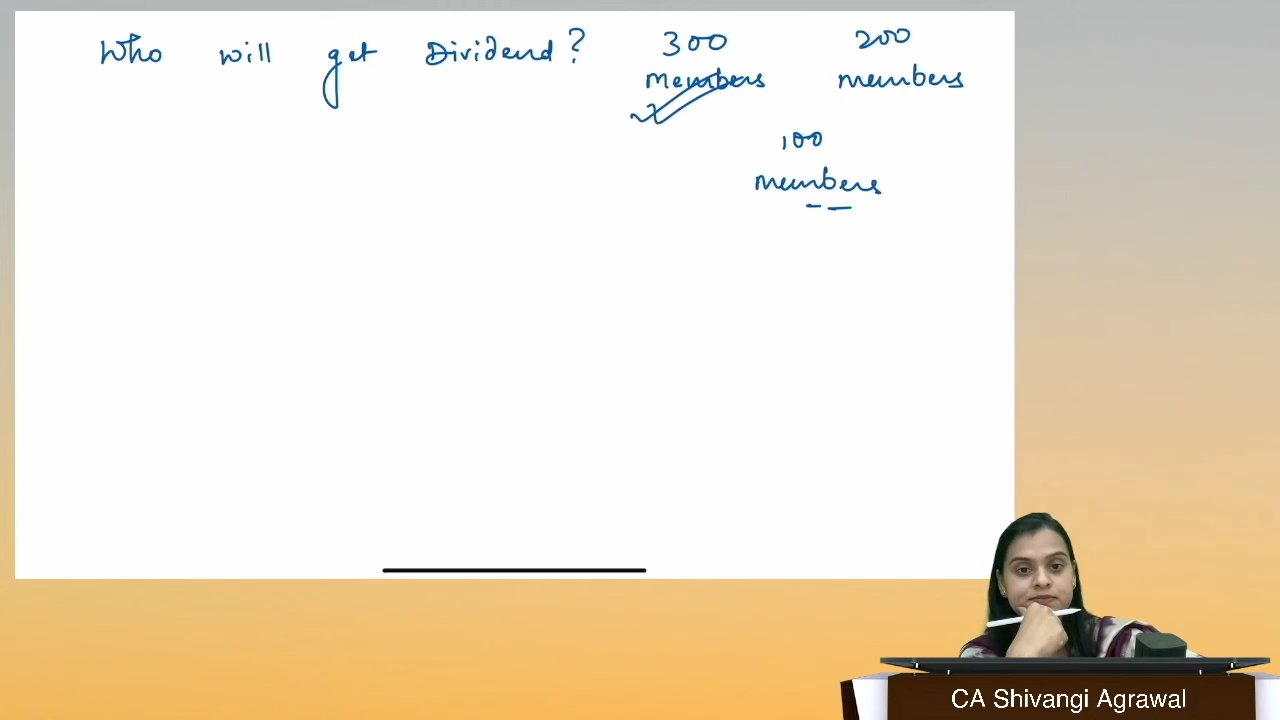 Who will get Dividend? 300 200
members members
100
members
CA Shivangi Agrawal